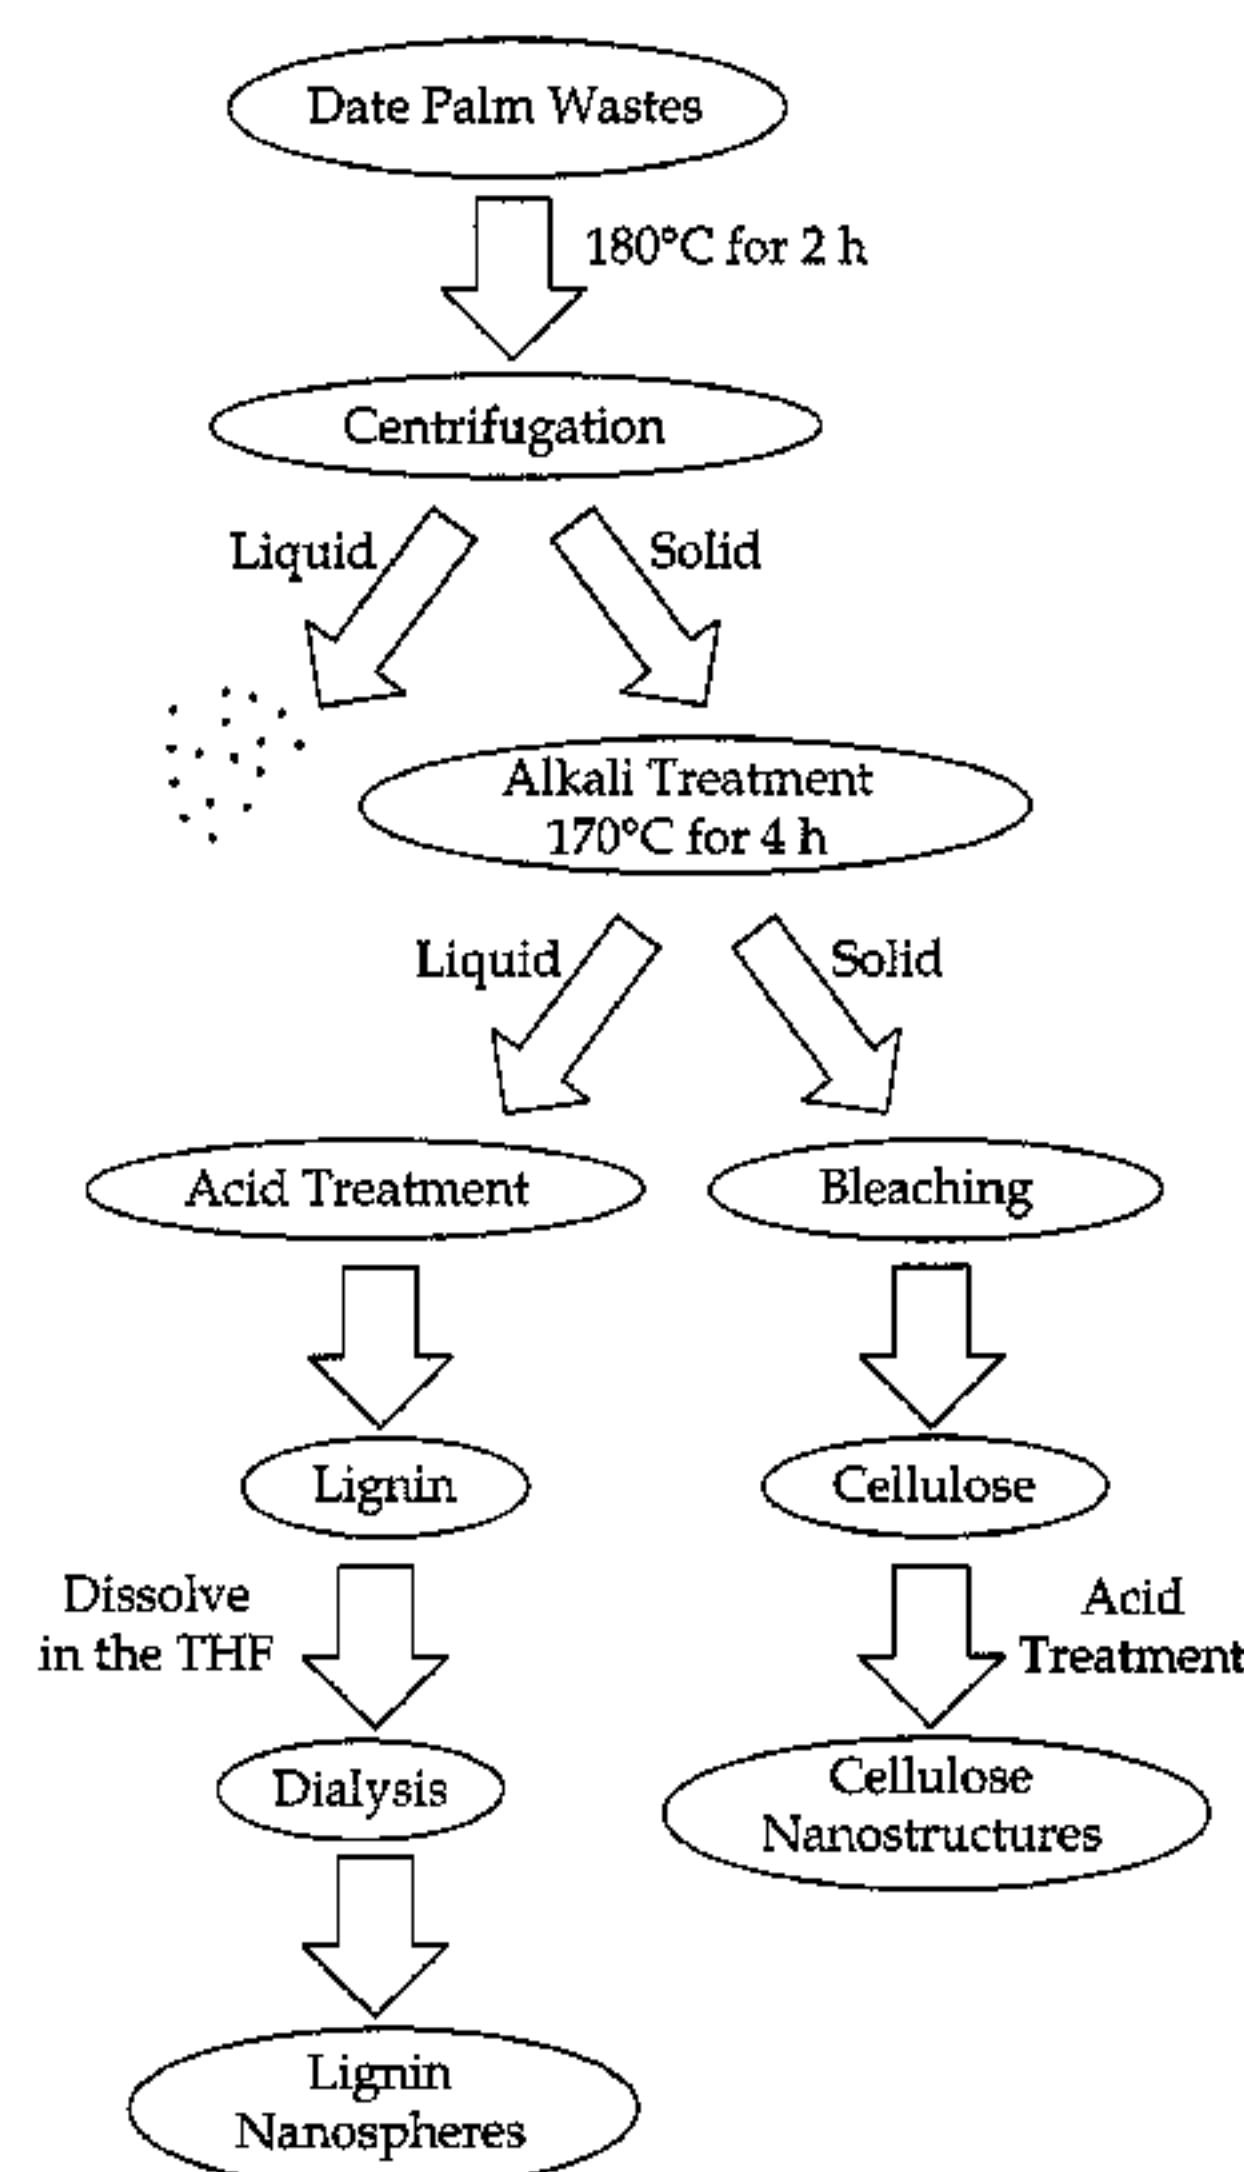 Date Palm Wastes
180°C for 2 h
Centrifugation
Liquid
Solid
Alkali Treatment
170°C for 4 h
Liquid
Solid
Acid Treatment
Bleaching
Lignin
Cellulose
Dissolve
in the THF
Acid
Treatment
Dialysis
Cellulose
Nanostructures
Lignin
Nanospheres